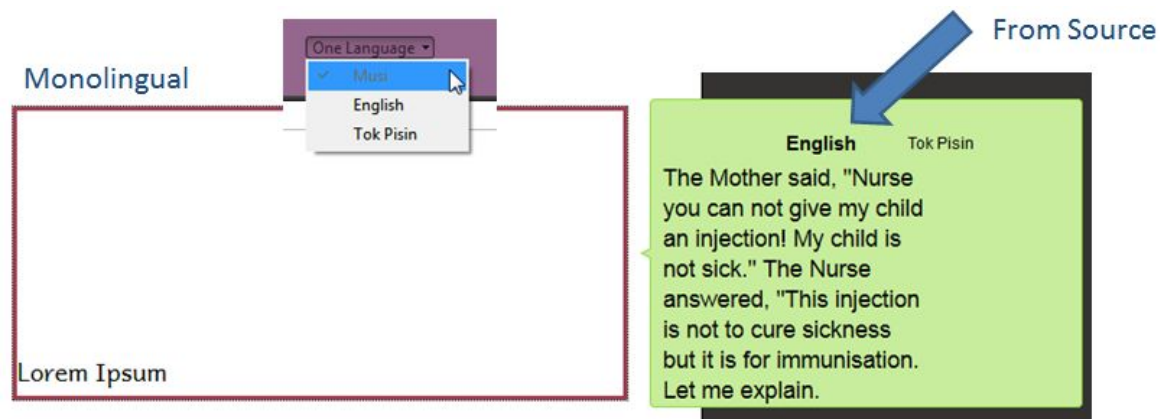 Monolingual
One Language
Musi
English
Tok Pisin
Lorem Ipsum
From Source
English Tok Pisin
The Mother said, "Nurse
you can not give my child
an injection! My child is
not sick." The Nurse
answered, "This injection
is not to cure sickness
but it is for immunisation.
Let me explain.